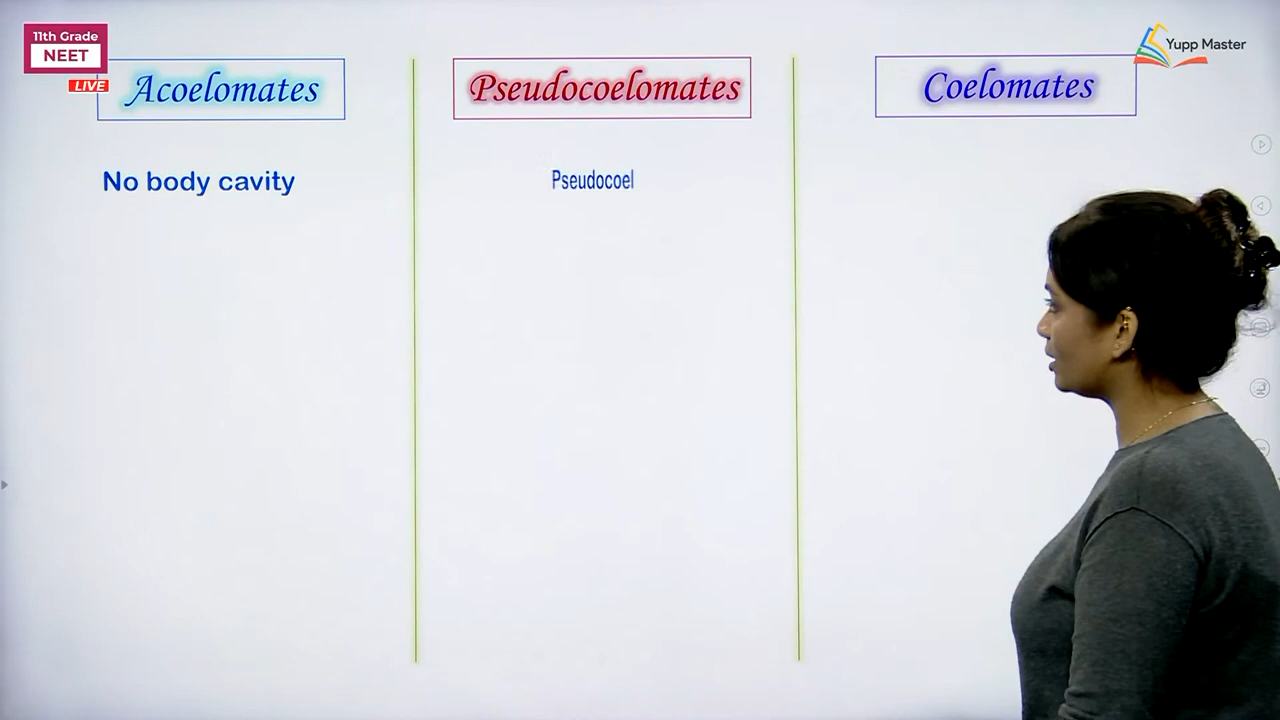 11th Grade
NEET
LIVE
Yupp Master
Acoelomates
Pseudocoelomates
Coelomates
No body cavity
Pseudocoel